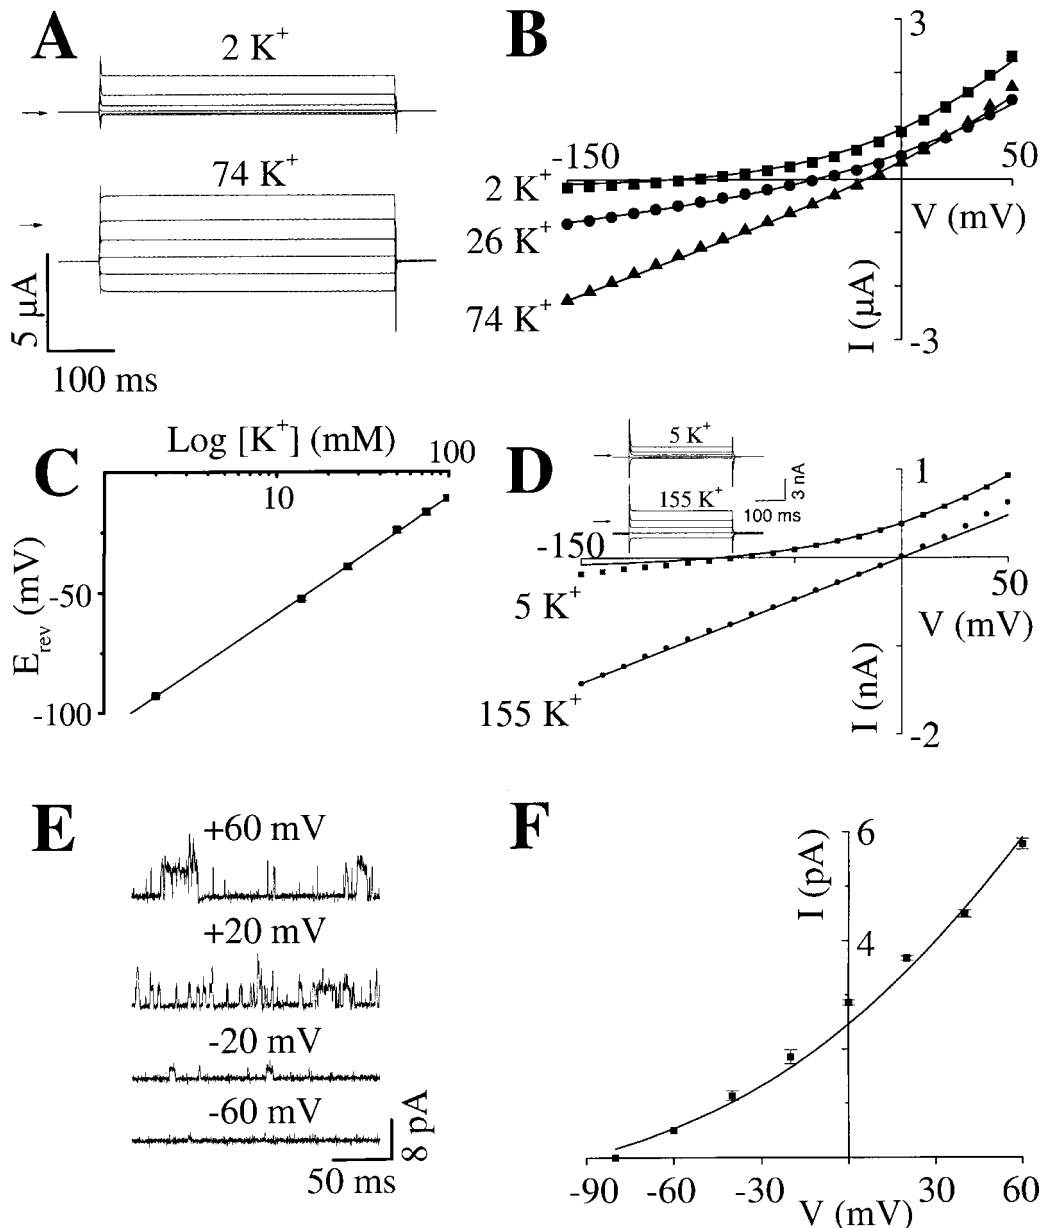 A
2 K⁺
74 K⁺
5 μA
100 ms
B
3
-150
50
2 K⁺
26 K⁺
74 K⁺
V (mV)
I (μA)
-3
C
Log [K⁺] (mM)
100
10
-50
-100
E_rev (mV)
D
5 K⁺
155 K⁺
3 nA
100 ms
1
-150
50
5 K⁺
155 K⁺
V (mV)
I (nA)
-2
E
+60 mV
+20 mV
-20 mV
-60 mV
8 pA
50 ms
F
6
4
I (pA)
-90
-60
-30
30
60
V (mV)